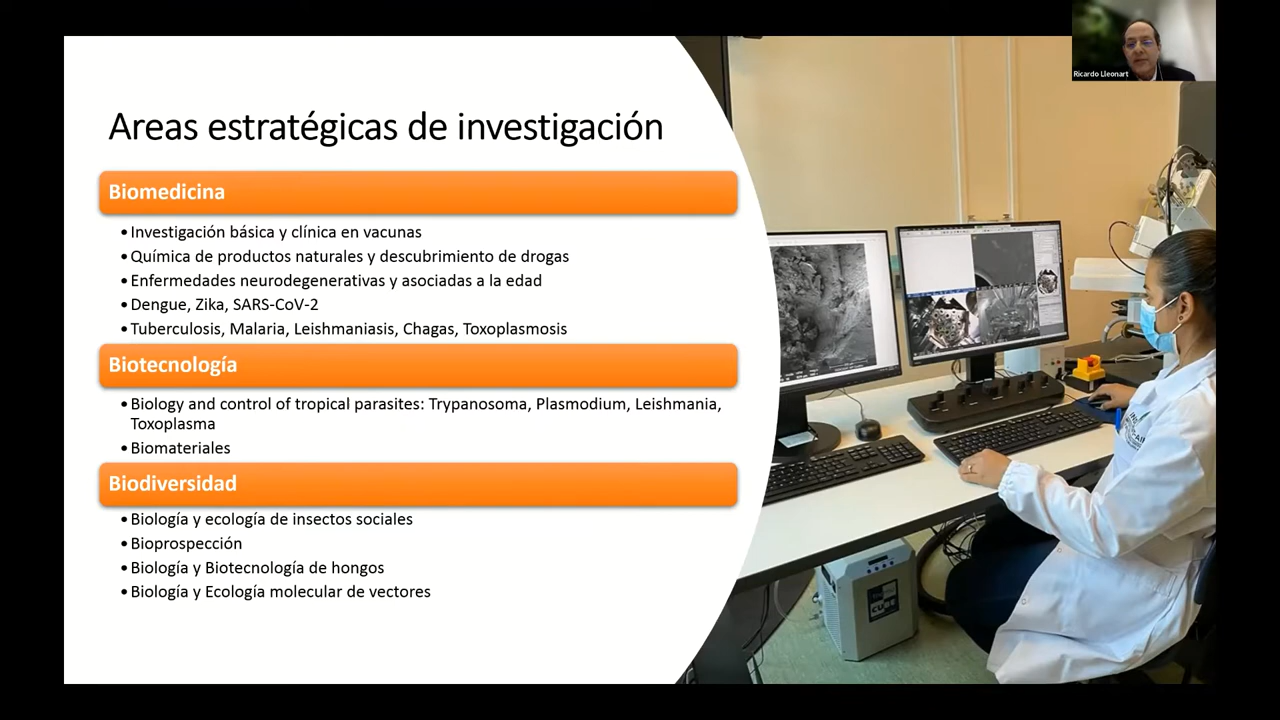 Ricardo Lleonart
Areas estratégicas de investigación
Biomedicina
•Investigación básica y clínica en vacunas
•Química de productos naturales y descubrimiento de drogas
•Enfermedades neurodegenerativas y asociadas a la edad
•Dengue, Zika, SARS-CoV-2
•Tuberculosis, Malaria, Leishmaniasis, Chagas, Toxoplasmosis
Biotecnología
•Biology and control of tropical parasites: Trypanosoma, Plasmodium, Leishmania,
Toxoplasma
•Biomateriales
Biodiversidad
•Biología y ecología de insectos sociales
•Bioprospección
•Biología y Biotecnología de hongos
•Biología y Ecología molecular de vectores
CUBE